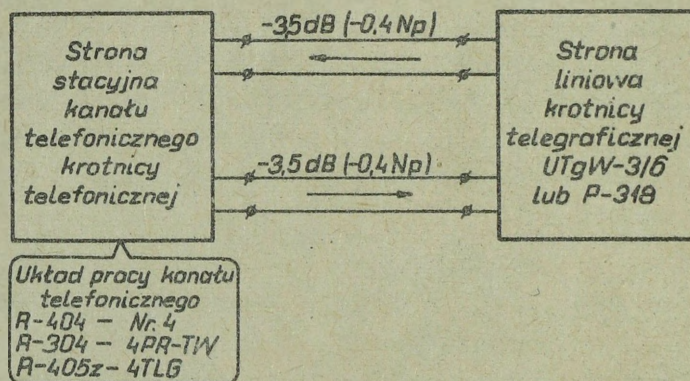 Strona
stacyjna
kanału
telefonicznego
krotnicy
telefonicznej
-3,5 dB (-0,4 Np)
-3,5 dB (-0,4 Np)
Strona
liniowa
krotnicy
telegraficznej
UTgW-3/6
lub P-318
Układ pracy kanału
telefonicznego
R-404 — Nr. 4
R-304 — 4PR-TW
R-405z- 4TLG